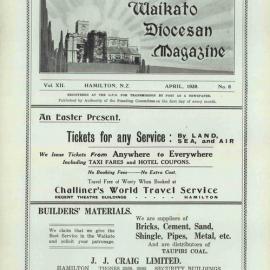 Waikato
Diocesan
Magazine
Vol. XII. HAMILTON, N.Z. APRIL, 1939. No. 6
REGISTERED AT THE G.P.O. FOR TRANSMISSION BY POST AS A NEWSPAPER.
Published by Authority of the Standing Committee on the first day of every month.
An Easter Present.
Tickets for any Service - By LAND,
SEA, and AIR
We Issue Tickets From Anywhere to Everywhere
Including TAXI FARES and HOTEL COUPONS.
No Booking Fees— —No Extra Cost.
Travel Free of Worry When Booked at
Challiner's World Travel Service
REGENT THEATRE BUILDINGS HAMILTON
BUILDERS' MATERIALS.
We claim that we give the
Best Service in the Waikato
and solicit your patronage.
We are suppliers of
Bricks, Cement, Sand,
Shingle, Pipes, Metal, etc.
And are distributors of
TAUPIRI COAL.
J. J. CRAIG LIMITED.
HAMILTON SECURITY BUILDINGS